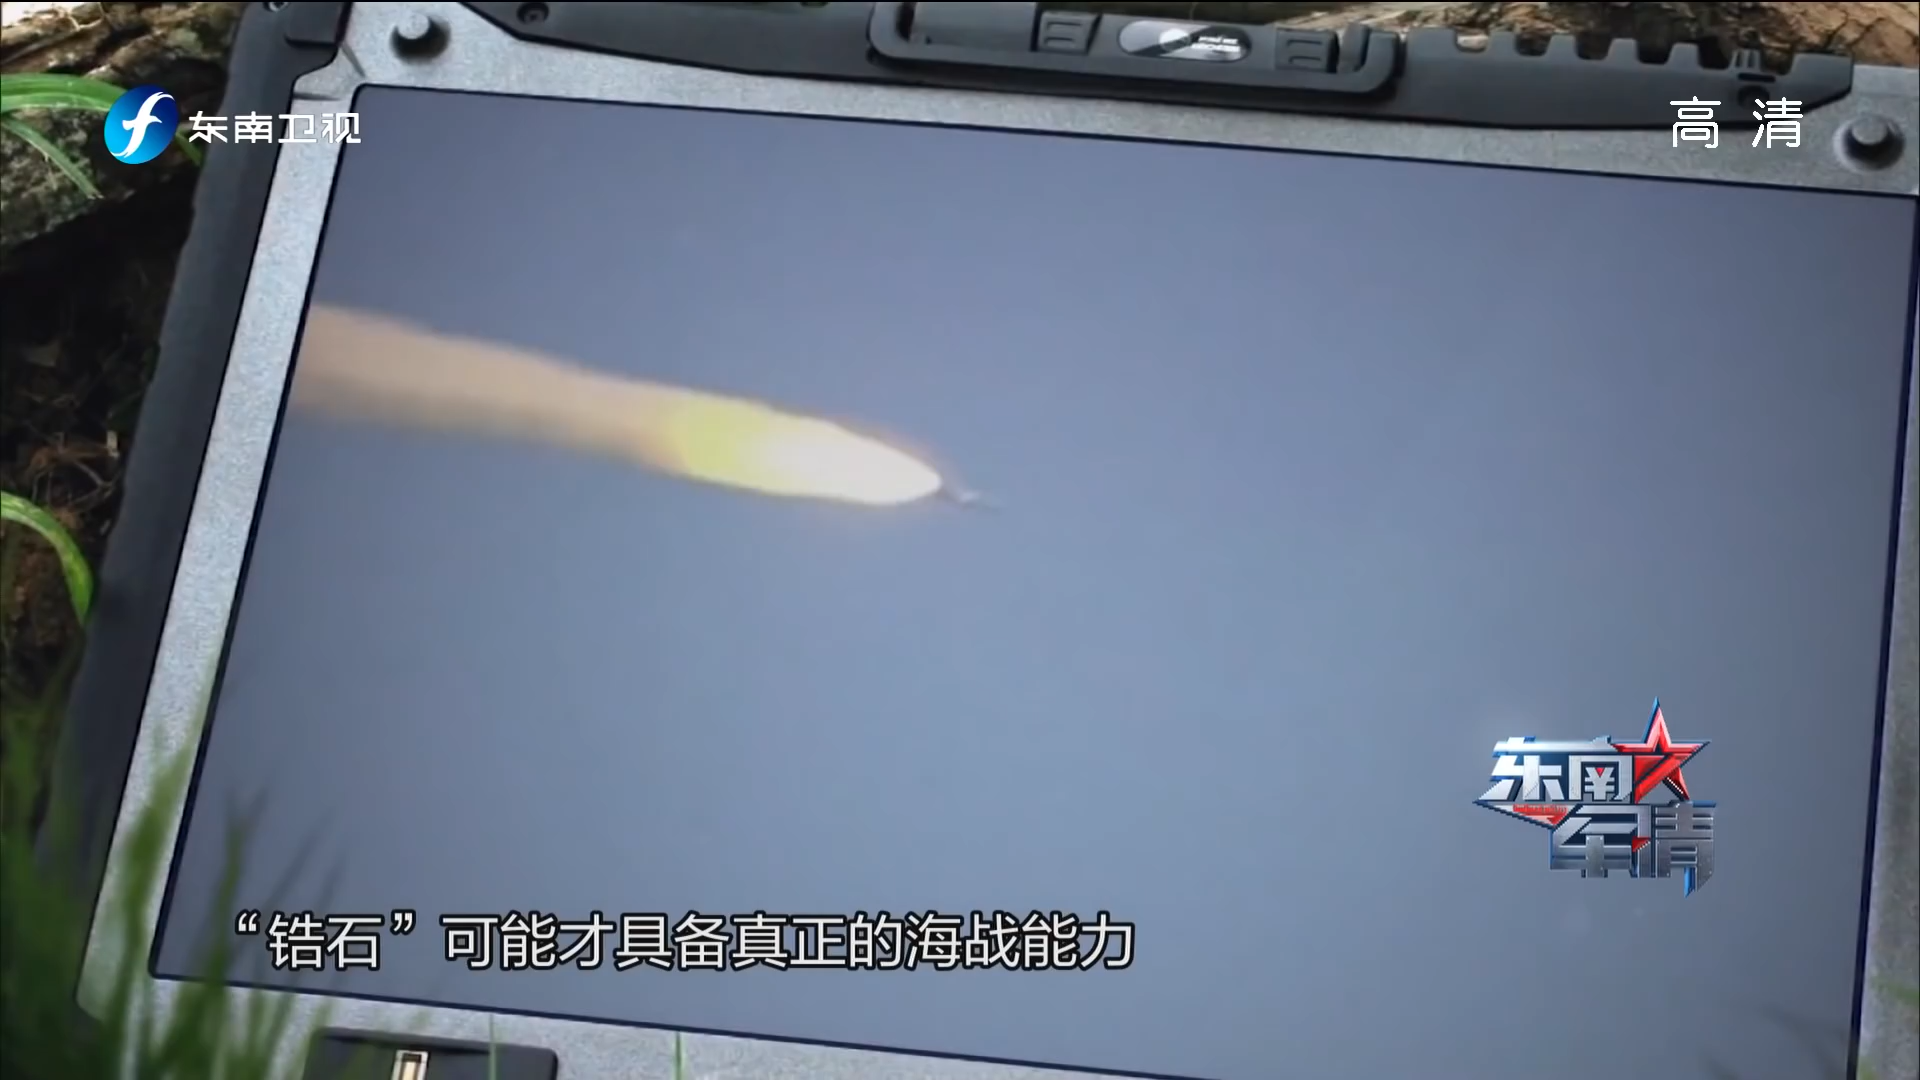 东南卫视
高清
东南军情
“锆石”可能才具备真正的海战能力